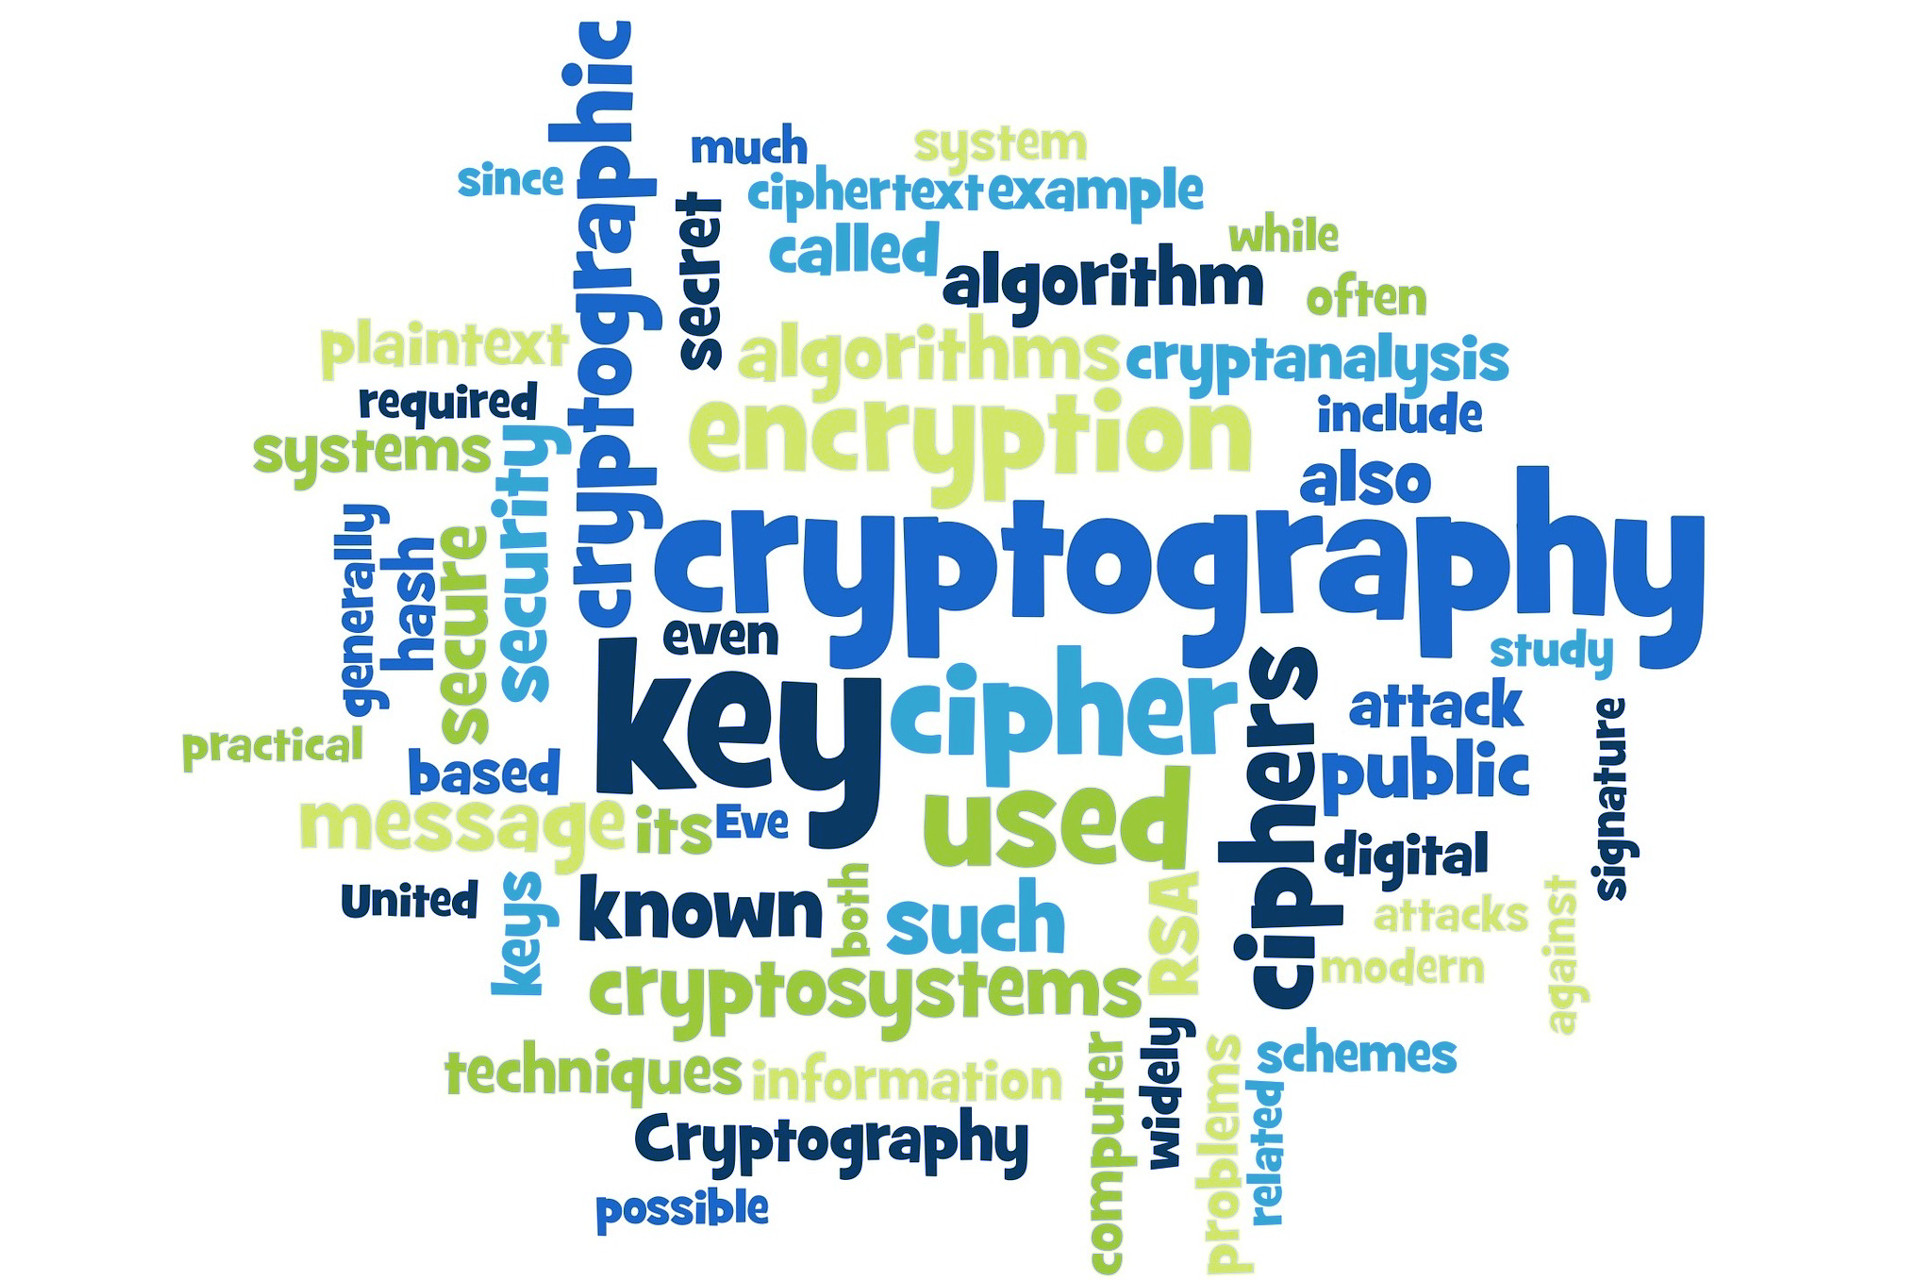 cryptographic
much
system
since
ciphertext
example
secret
called
while
algorithm
often
plaintext
algorithms
cryptanalysis
required
include
encryption
systems
security
also
cryptography
generally
hash
secure
even
study
key
cipher
ciphers
attack
signature
practical
based
public
message
its
Eve
used
digital
United
keys
known
both
such
RSA
attacks
against
modern
cryptosystems
techniques
information
computer
widely
problems
schemes
related
Cryptography
possible